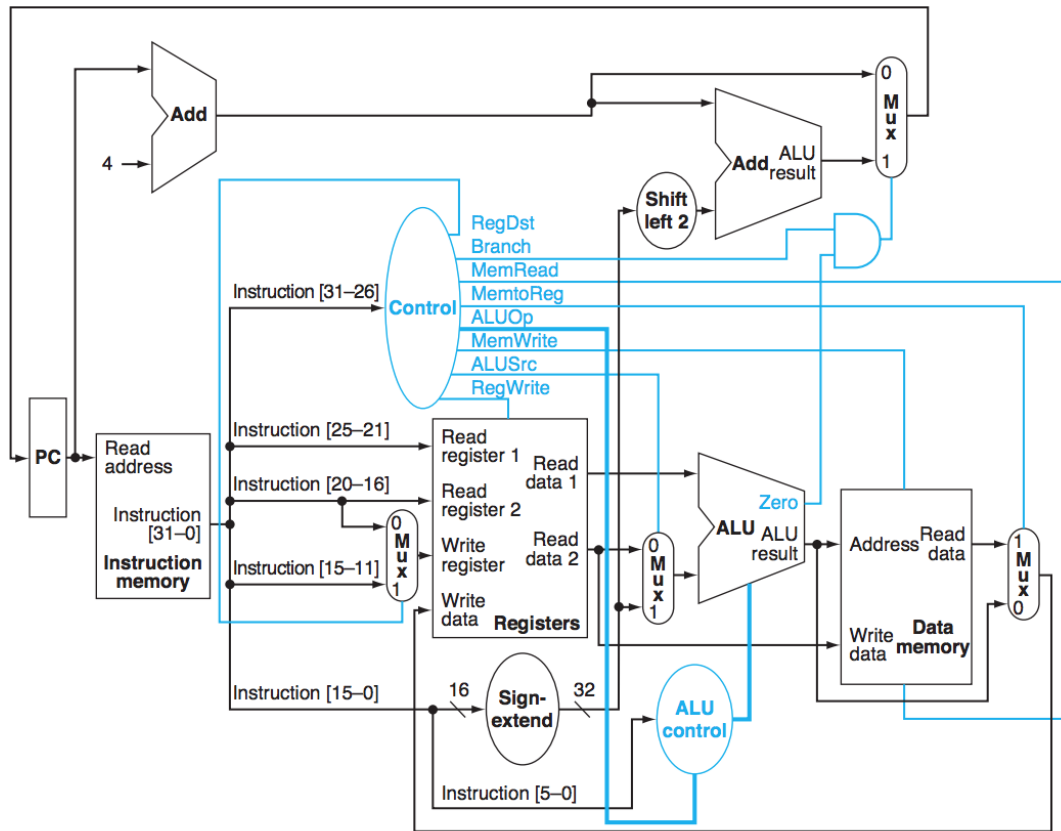 Add
4
0
M
u
x
1
Add
ALU
result
Shift
left 2
RegDst
Branch
MemRead
MemtoReg
ALUOp
MemWrite
ALUSrc
RegWrite
Control
Instruction [31–26]
PC
Read
address
Instruction
[31–0]
Instruction
memory
Instruction [25–21]
Instruction [20–16]
Instruction [15–11]
0
M
u
x
1
Read
register 1
Read
register 2
Write
register
Write
data
Read
data 1
Read
data 2
Registers
0
M
u
x
1
Zero
ALU
ALU
result
Address
Read
data
Write
data
Data
memory
1
M
u
x
0
Instruction [15–0]
16
Sign-
extend
32
ALU
control
Instruction [5–0]